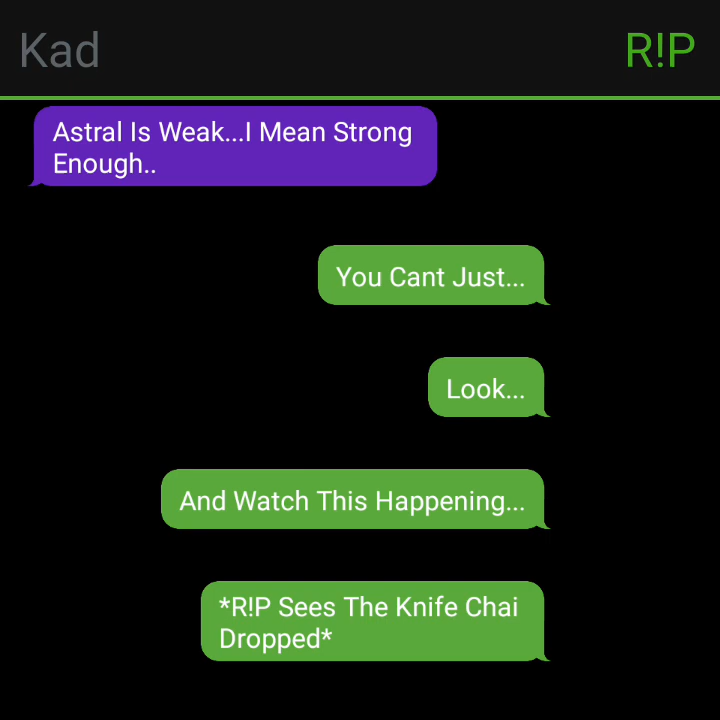 Kad
R!P
Astral Is Weak...I Mean Strong
Enough..
You Cant Just...
Look...
And Watch This Happening...
*R!P Sees The Knife Chai
Dropped*